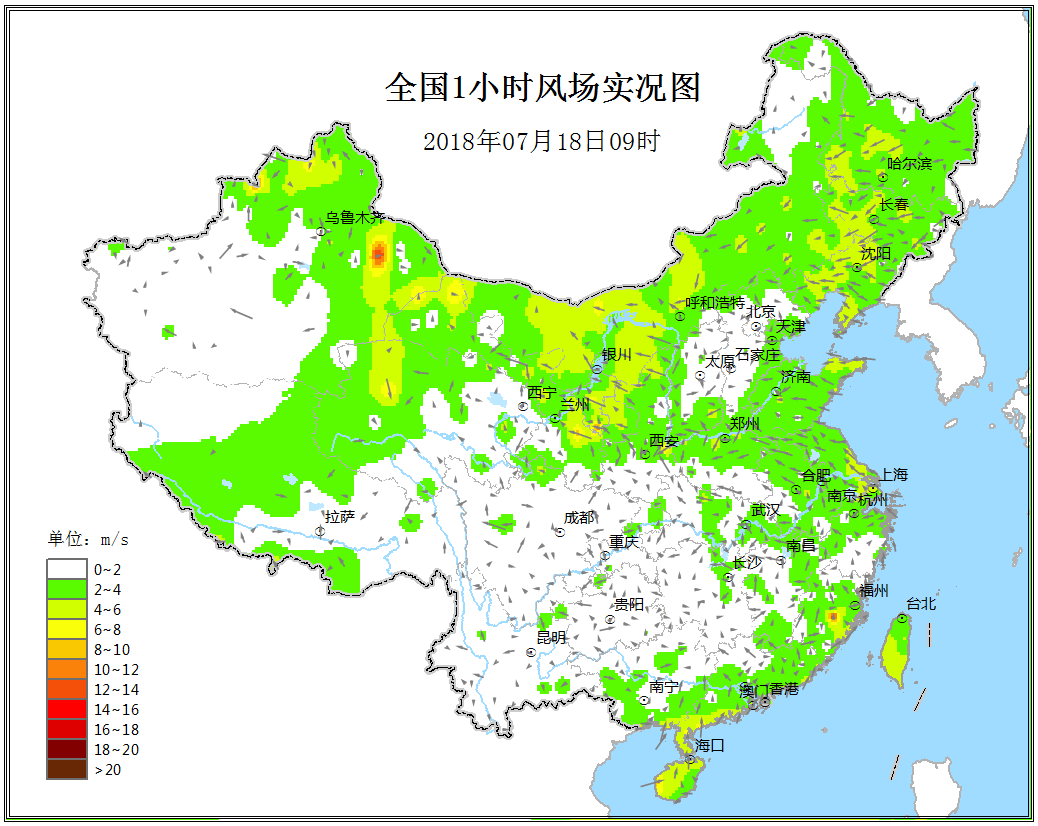 全国1小时风场实况图
2018年07月18日09时
哈尔滨
长春
乌鲁木齐
沈阳
呼和浩特
北京
天津
银川
太原
石家庄
济南
西宁
兰州
郑州
西安
合肥
上海
南京
杭州
武汉
拉萨
成都
重庆
南昌
长沙
福州
台北
贵阳
昆明
南宁
澳门
香港
海口
单位: m/s
0~2
2~4
4~6
6~8
8~10
10~12
12~14
14~16
16~18
18~20
>20